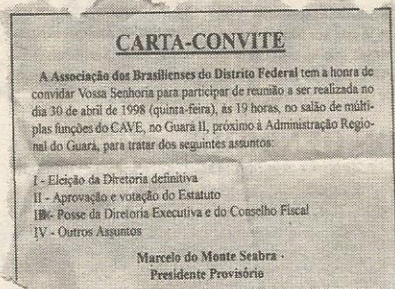 CARTA-CONVITE
A Associação dos Brasilienses do Distrito Federal tem a honra de
convidar Vossa Senhoria para participar de reunião a ser realizada no
dia 30 de abril de 1998 (quinta-feira), às 19 horas, no salão de múlti-
plas funções do CAVE, no Guará II, próximo à Administração Regio-
nal do Guará, para tratar dos seguintes assuntos:
I - Eleição da Diretoria definitiva
II - Aprovação e votação do Estatuto
III - Posse da Diretoria Executiva e do Conselho Fiscal
IV - Outros Assuntos
Marcelo do Monte Seabra -
Presidente Provisório